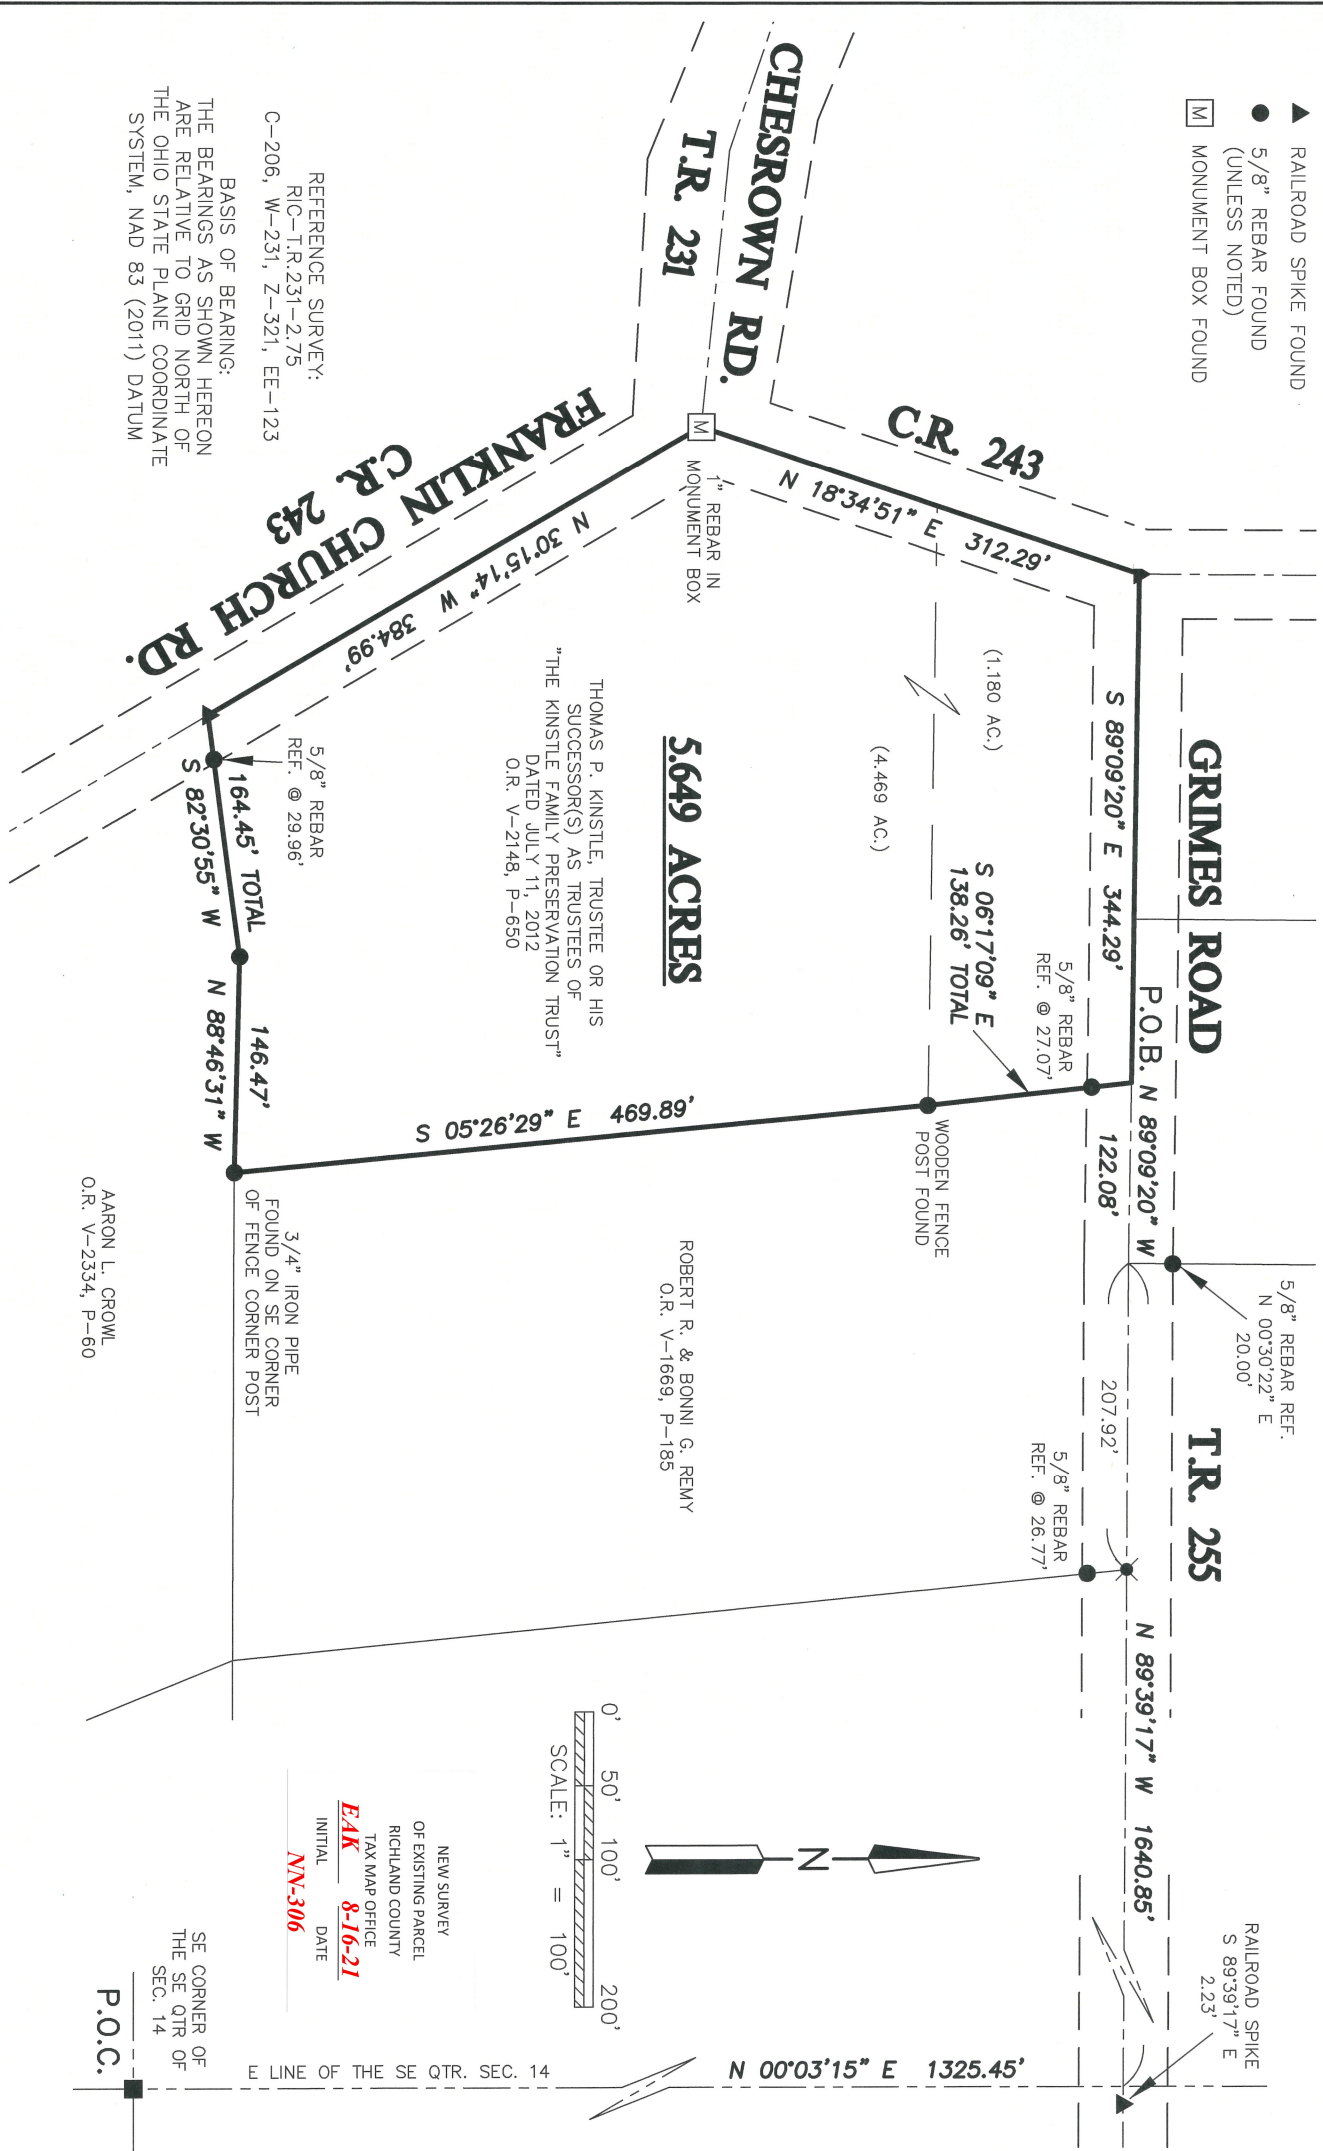 ▲ RAILROAD SPIKE FOUND
● 5/8" REBAR FOUND
(UNLESS NOTED)
M MONUMENT BOX FOUND
CHESROWN RD.
T.R. 231
C.R. 243
GRIMES ROAD
T.R. 255
5/8" REBAR REF.
N 00°30'22" E
20.00'
RAILROAD SPIKE
S 89°39'17" E
2.23'
S 89°09'20" E 344.29'
P.O.B.
N 89°09'20" W
122.08'
207.92'
N 89°39'17" W 1640.85'
5/8" REBAR
REF. @ 27.07'
5/8" REBAR
REF. @ 26.77'
N 18°34'51" E 312.29'
M
1" REBAR IN
MONUMENT BOX
(1.180 AC.)
(4.469 AC.)
S 06°17'09" E
138.26' TOTAL
WOODEN FENCE
POST FOUND
5.649 ACRES
THOMAS P. KINSTLE, TRUSTEE OR HIS
SUCCESSOR(S) AS TRUSTEES OF
"THE KINSTLE FAMILY PRESERVATION TRUST"
DATED JULY 11, 2012
O.R. V-2148, P-650
ROBERT R. & BONNI G. REMY
O.R. V-1669, P-185
N 30°15'14" W 384.99'
FRANKLIN CHURCH RD.
C.R. 243
S 05°26'29" E 469.89'
5/8" REBAR
REF. @ 29.96'
164.45' TOTAL
S 82°30'55" W
146.47'
N 88°46'31" W
3/4" IRON PIPE
FOUND ON SE CORNER
OF FENCE CORNER POST
AARON L. CROWL
O.R. V-2334, P-60
REFERENCE SURVEY:
RIC-T.R.231-2.75
C-206, W-231, Z-321, EE-123
BASIS OF BEARING:
THE BEARINGS AS SHOWN HEREON
ARE RELATIVE TO GRID NORTH OF
THE OHIO STATE PLANE COORDINATE
SYSTEM, NAD 83 (2011) DATUM
N
0' 50' 100' 200'
SCALE: 1" = 100'
NEW SURVEY
OF EXISTING PARCEL
RICHLAND COUNTY
TAX MAP OFFICE
EAK 8-16-21
INITIAL DATE
NN-306
N 00°03'15" E 1325.45'
E LINE OF THE SE QTR. SEC. 14
SE CORNER OF
THE SE QTR OF
SEC. 14
P.O.C.